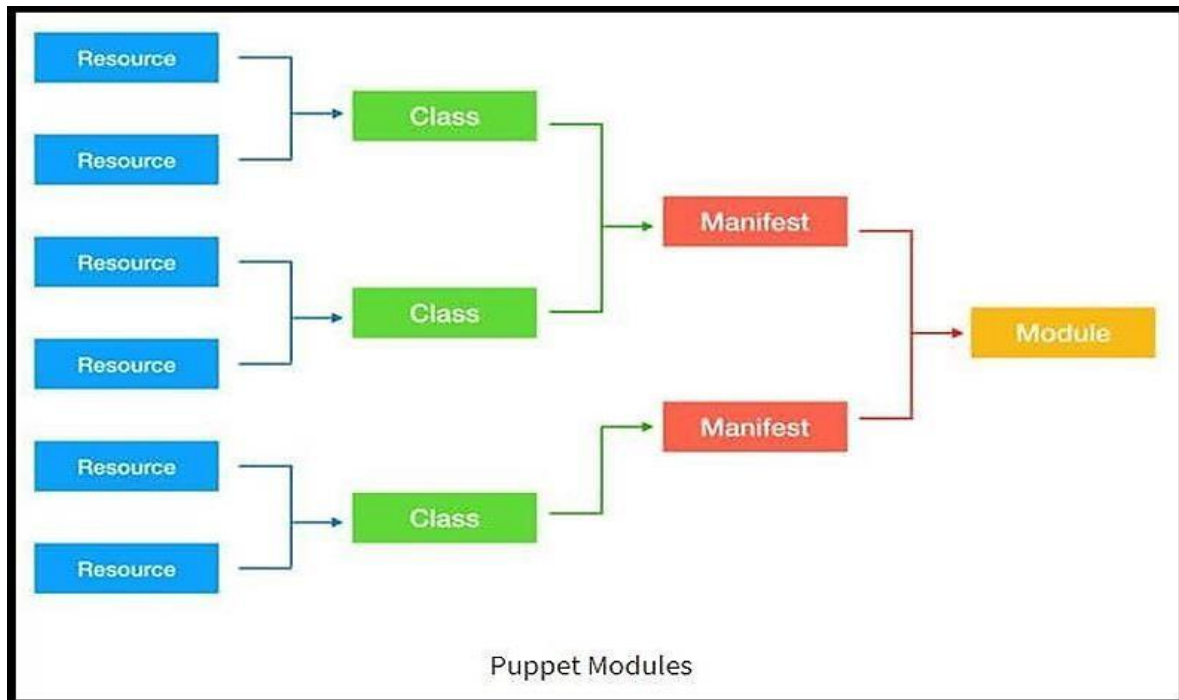 Resource
Resource
Resource
Resource
Resource
Resource
Class
Class
Class
Manifest
Manifest
Module
Puppet Modules